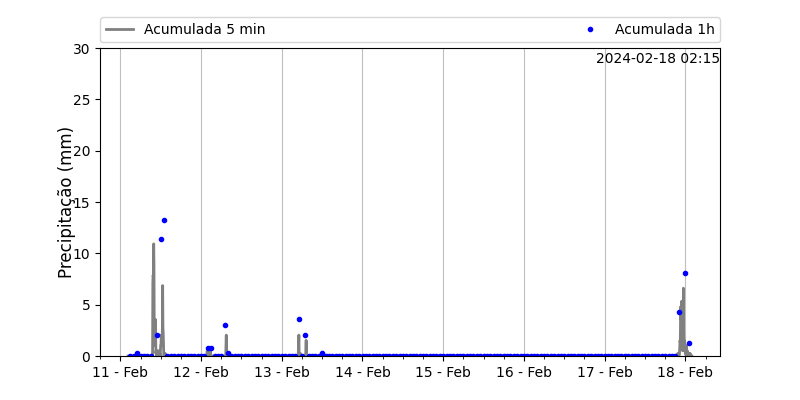 Acumulada 5 min
Acumulada 1h
2024-02-18 02:15
Precipitação (mm)
30
25
20
15
10
5
0
11 - Feb
12 - Feb
13 - Feb
14 - Feb
15 - Feb
16 - Feb
17 - Feb
18 - Feb